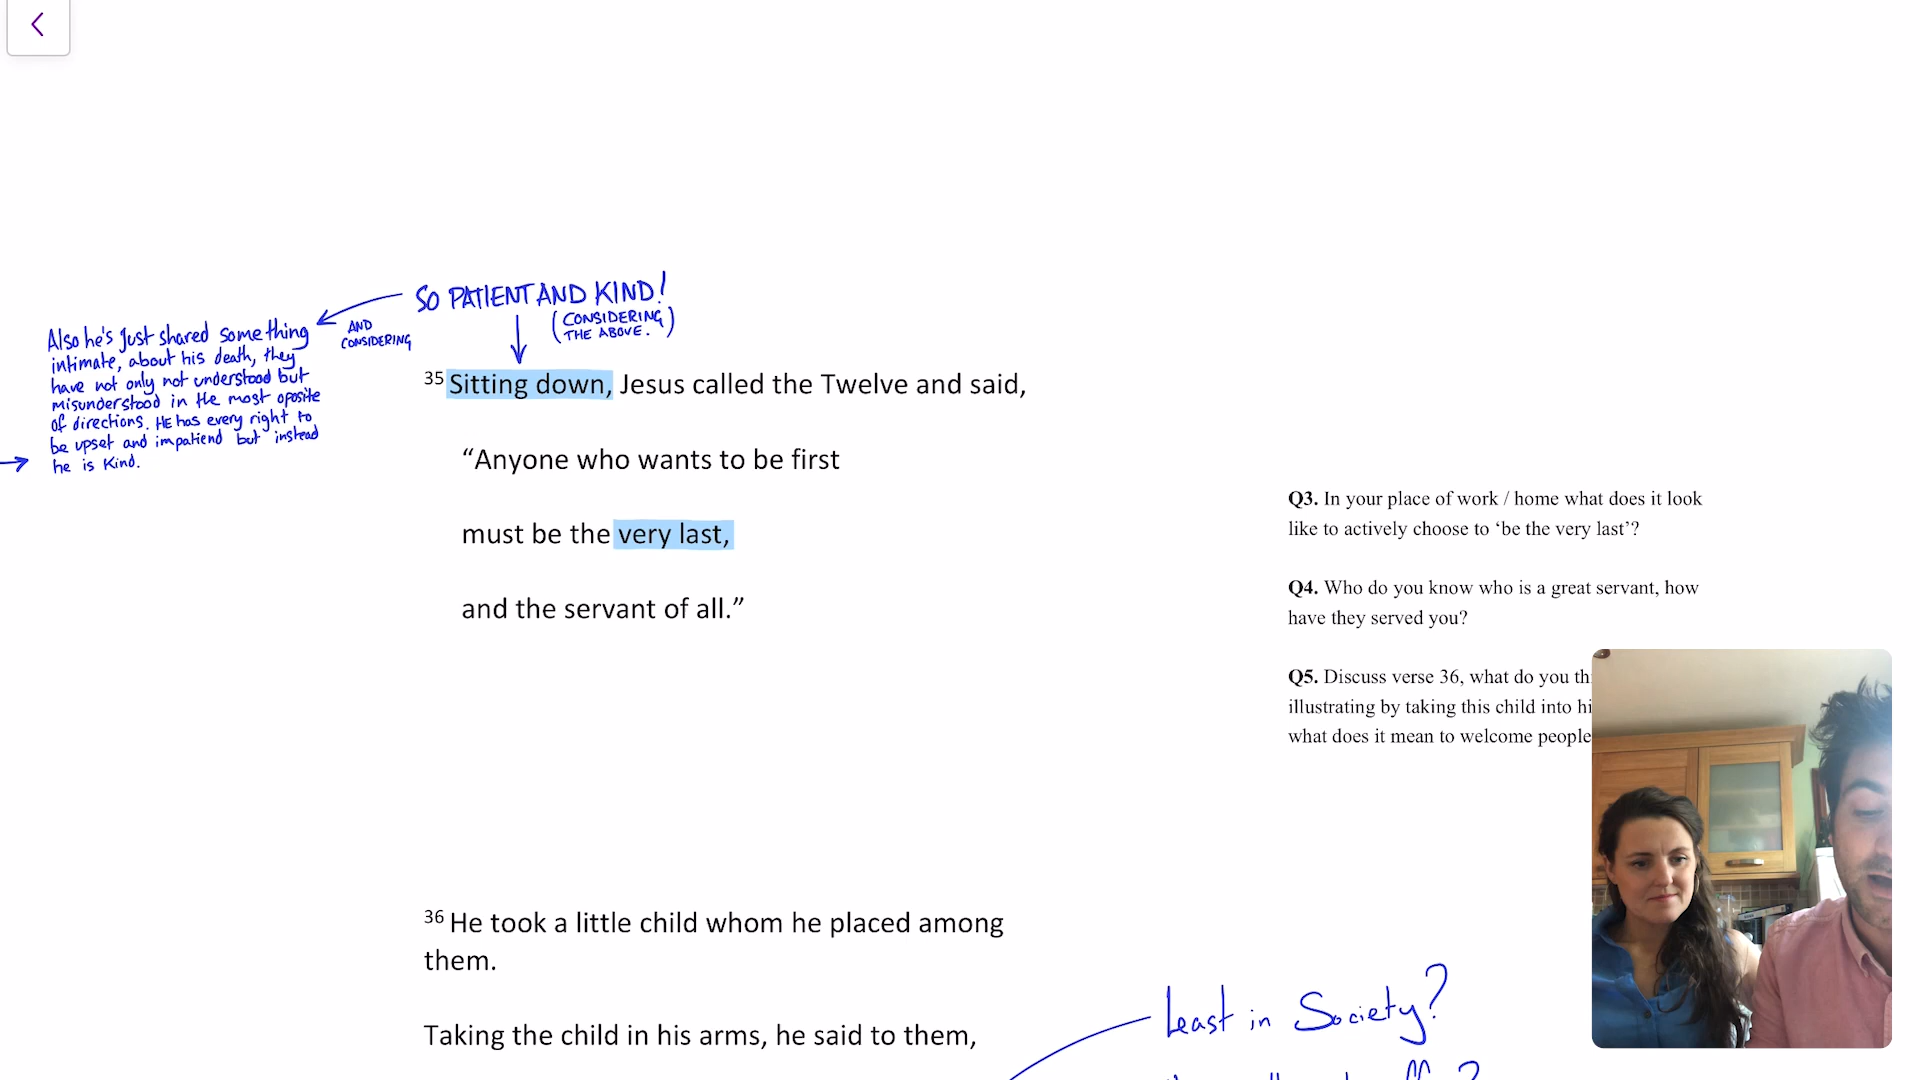 SO PATIENT AND KIND!
(CONSIDERING
THE ABOVE.)
AND
CONSIDERING
Also he's just shared something
intimate, about his death, they
have not only not understood but
misunderstood in the most oposite
of directions. HE has every right to
be upset and impatiend but instead
he is kind.
35 Sitting down, Jesus called the Twelve and said,
“Anyone who wants to be first
must be the very last,
and the servant of all.”
Q3. In your place of work / home what does it look
like to actively choose to ‘be the very last’?
Q4. Who do you know who is a great servant, how
have they served you?
Q5. Discuss verse 36, what do you
illustrating by taking this child into
what does it mean to welcome people
36 He took a little child whom he placed among
them.
Taking the child in his arms, he said to them,
Least in Society?